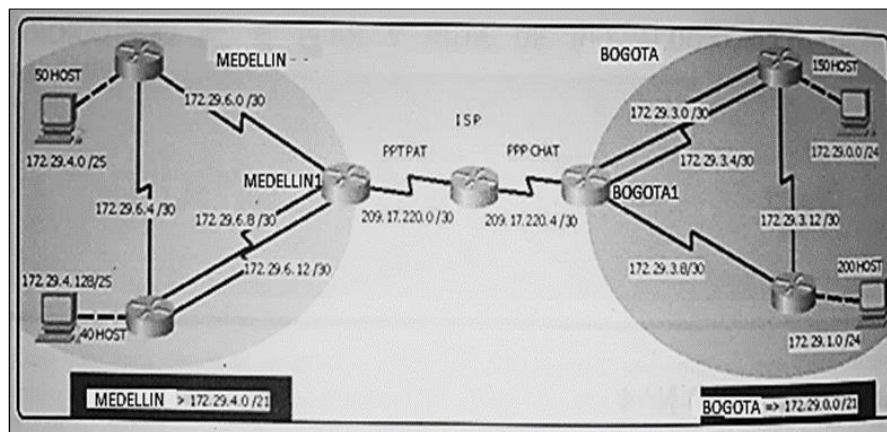 MEDELLIN
50 HOST
172.29.6.0 /30
172.29.4.0 /25
172.29.6.4 /30
MEDELLIN1
172.29.6.8 /30
172.29.6.12 /30
172.29.4.128/25
40 HOST
MEDELLIN > 172.29.4.0 /21
ISP
PPTPAT
PPP CHAT
209.17.220.0 /30
209.17.220.4 /30
BOGOTA
150 HOST
172.29.3.0 /30
172.29.0.0 /24
172.29.3.4/30
BOGOTA1
172.29.3.12 /30
172.29.3.8/30
200 HOST
172.29.1.0 /24
BOGOTA => 172.29.0.0 /21